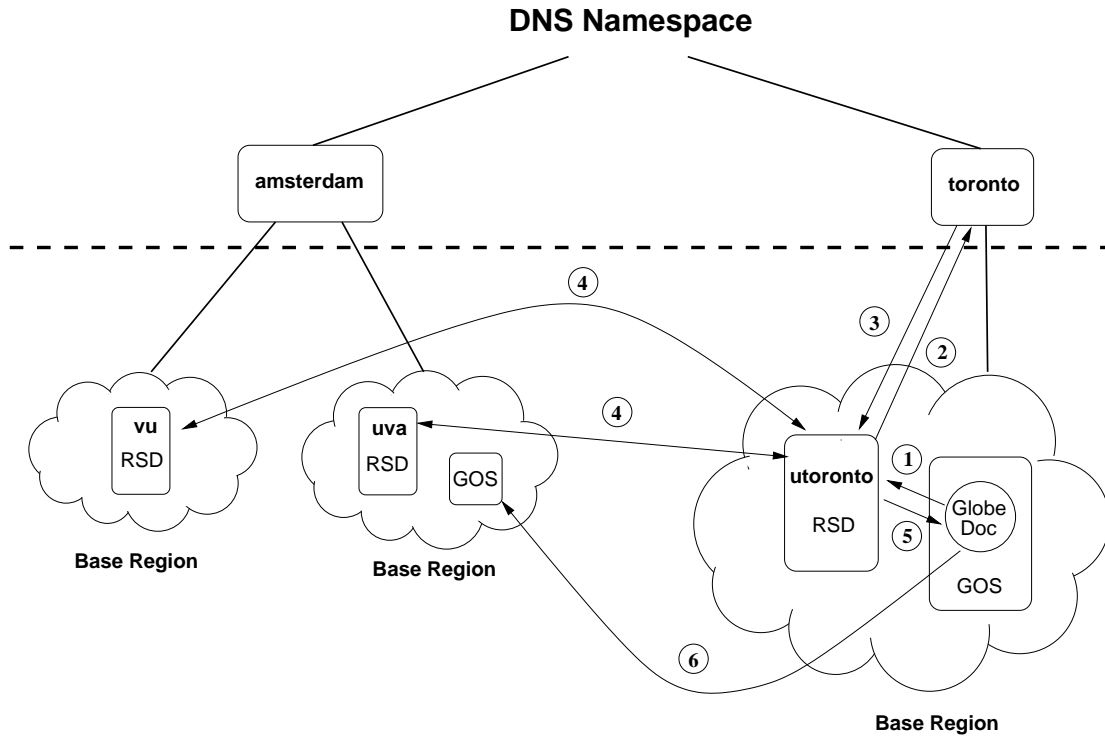 DNS Namespace
amsterdam
toronto
4
3
2
4
vu
RSD
uva
RSD
GOS
1
utoronto
RSD
Globe
Doc
5
GOS
Base Region
Base Region
6
Base Region